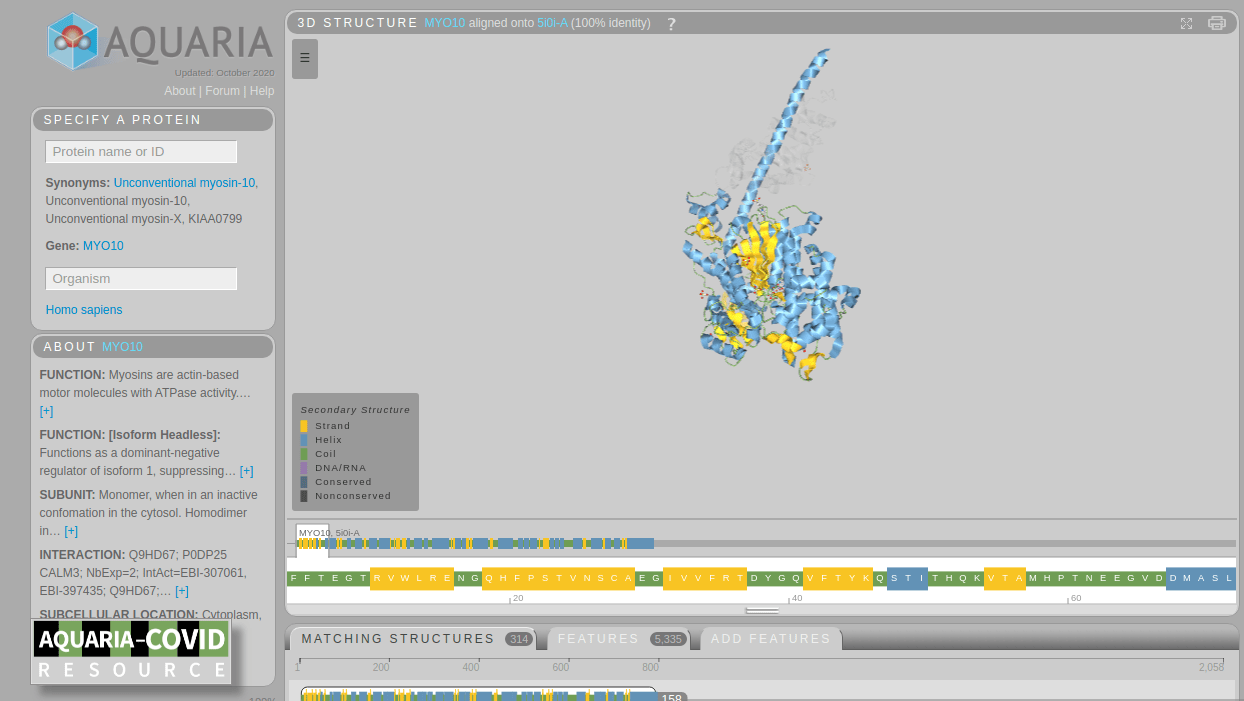 AQUARIA
Updated: October 2020
About | Forum | Help
SPECIFY A PROTEIN
Protein name or ID
Synonyms: Unconventional myosin-10,
Unconventional myosin-10,
Unconventional myosin-X, KIAA0799
Gene: MYO10
Organism
Homo sapiens
ABOUT MYO10
FUNCTION: Myosins are actin-based
motor molecules with ATPase activity.…
[+]
FUNCTION: [Isoform Headless]:
Functions as a dominant-negative
regulator of isoform 1, suppressing… [+]
SUBUNIT: Monomer, when in an inactive
confomation in the cytosol. Homodimer
in… [+]
INTERACTION: Q9HD67; P0DP25
CALM3; NbExp=2; IntAct=EBI-307061,
EBI-397435; Q9HD67;… [+]
SUBCELLULAR LOCATION: Cytoplasm,
AQUARIA-COVID
RESOURCE
100%
3D STRUCTURE MYO10 aligned onto 5i0i-A (100% identity) ?
☰
Secondary Structure
Strand
Helix
Coil
DNA/RNA
Conserved
Nonconserved
MYO10, 5i0i-A
F F T E G T R V W L R E N G Q H F P S T V N S C A E G I V V F R T D Y G Q V F T Y K Q S T I T H Q K V T A M H P T N E E G V D D M A S L
20 40 60
MATCHING STRUCTURES 314 FEATURES 5,335 ADD FEATURES
1 200 400 600 800 2,058
158